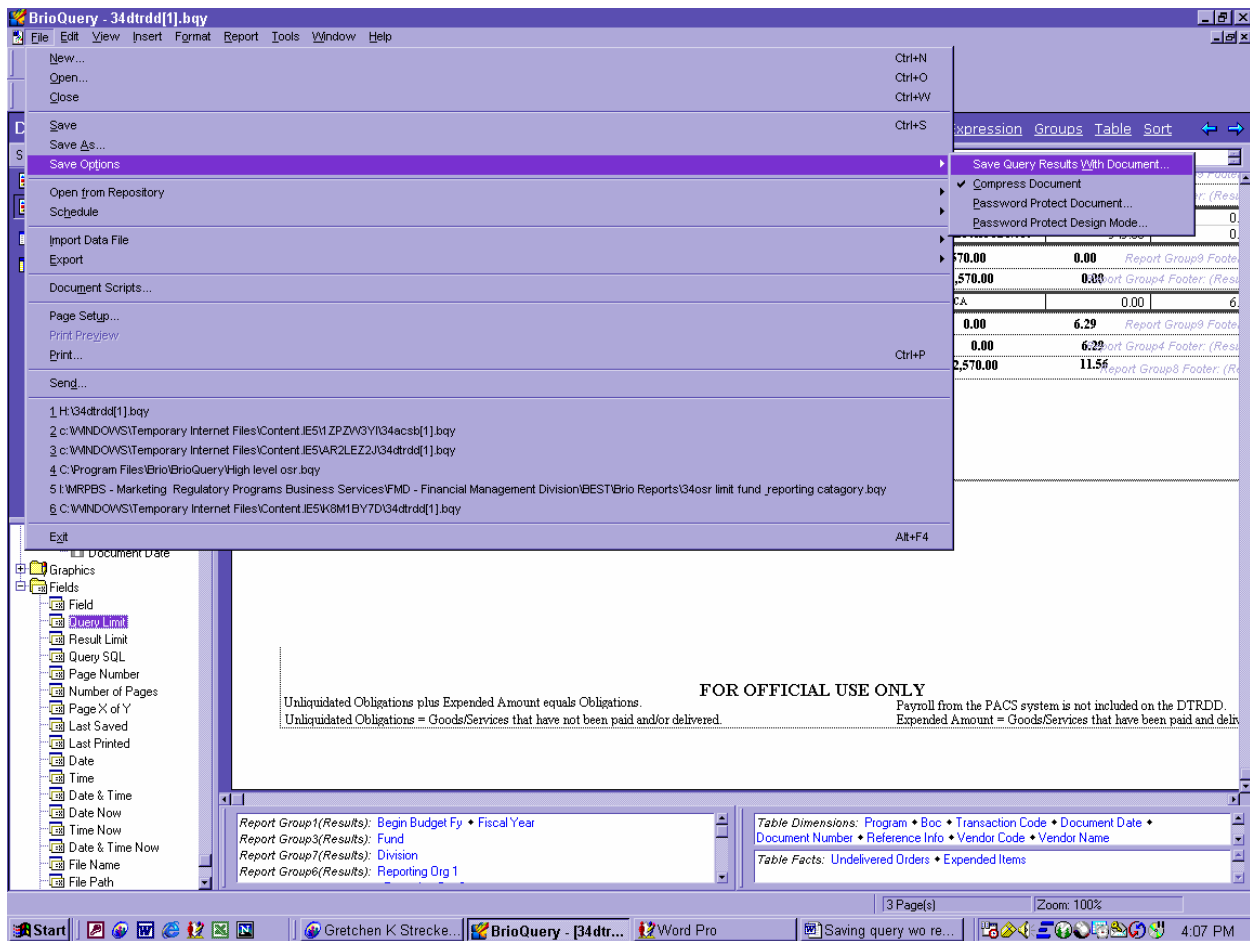 BrioQuery - 34dtrdd[1].bqy
File Edit View Insert Format Report Tools Window Help
New... Ctrl+N
Open... Ctrl+O
Close Ctrl+W
Save Ctrl+S
Save As...
Save Options
Open from Repository
Schedule
Import Data File
Export
Document Scripts...
Page Setup...
Print Preview
Print... Ctrl+P
Send...
1 H:\34dtrdd[1].bqy
2 c:\WINDOWS\Temporary Internet Files\Content.IE5\1ZPZW3YI\34acsb[1].bqy
3 c:\WINDOWS\Temporary Internet Files\Content.IE5\AR2LEZ2J\34dtrdd[1].bqy
4 C:\Program Files\Brio\BrioQuery\High level osr.bqy
5 I:\MRPBS - Marketing Regulatory Programs Business Services\FMD - Financial Management Division\BEST\Brio Reports\34osr limit fund _reporting catagory.bqy
6 C:\WINDOWS\Temporary Internet Files\Content.IE5\K8M1BY7D\34dtrdd[1].bqy
Exit Alt+F4
xpression Groups Table Sort
Save Query Results With Document...
Compress Document
Password Protect Document...
Password Protect Design Mode...
570.00 0.00 Report Group9 Foote
,570.00 0.00 ort Group4 Footer: (Resu
CA 0.00 6.
0.00 6.29 Report Group9 Foote
0.00 6.29 ort Group4 Footer: (Resu
2,570.00 11.56 Report Group8 Footer: (Re
Document Date
Graphics
Fields
Field
Query Limit
Result Limit
Query SQL
Page Number
Number of Pages
Page X of Y
Last Saved
Last Printed
Date
Time
Date & Time
Date Now
Time Now
Date & Time Now
File Name
File Path
FOR OFFICIAL USE ONLY
Unliquidated Obligations plus Expended Amount equals Obligations. Payroll from the PACS system is not included on the DTRDD.
Unliquidated Obligations = Goods/Services that have not been paid and/or delivered. Expended Amount = Goods/Services that have been paid and deliv
Report Group1(Results): Begin Budget Fy ♦ Fiscal Year
Report Group3(Results): Fund
Report Group7(Results): Division
Report Group6(Results): Reporting Org 1
Table Dimensions: Program ♦ Boc ♦ Transaction Code ♦ Document Date ♦
Document Number ♦ Reference Info ♦ Vendor Code ♦ Vendor Name
Table Facts: Undelivered Orders ♦ Expended Items
3 Page(s) Zoom: 100%
Start Gretchen K Strecke... BrioQuery - [34dtr... Word Pro Saving query wo re... 4:07 PM